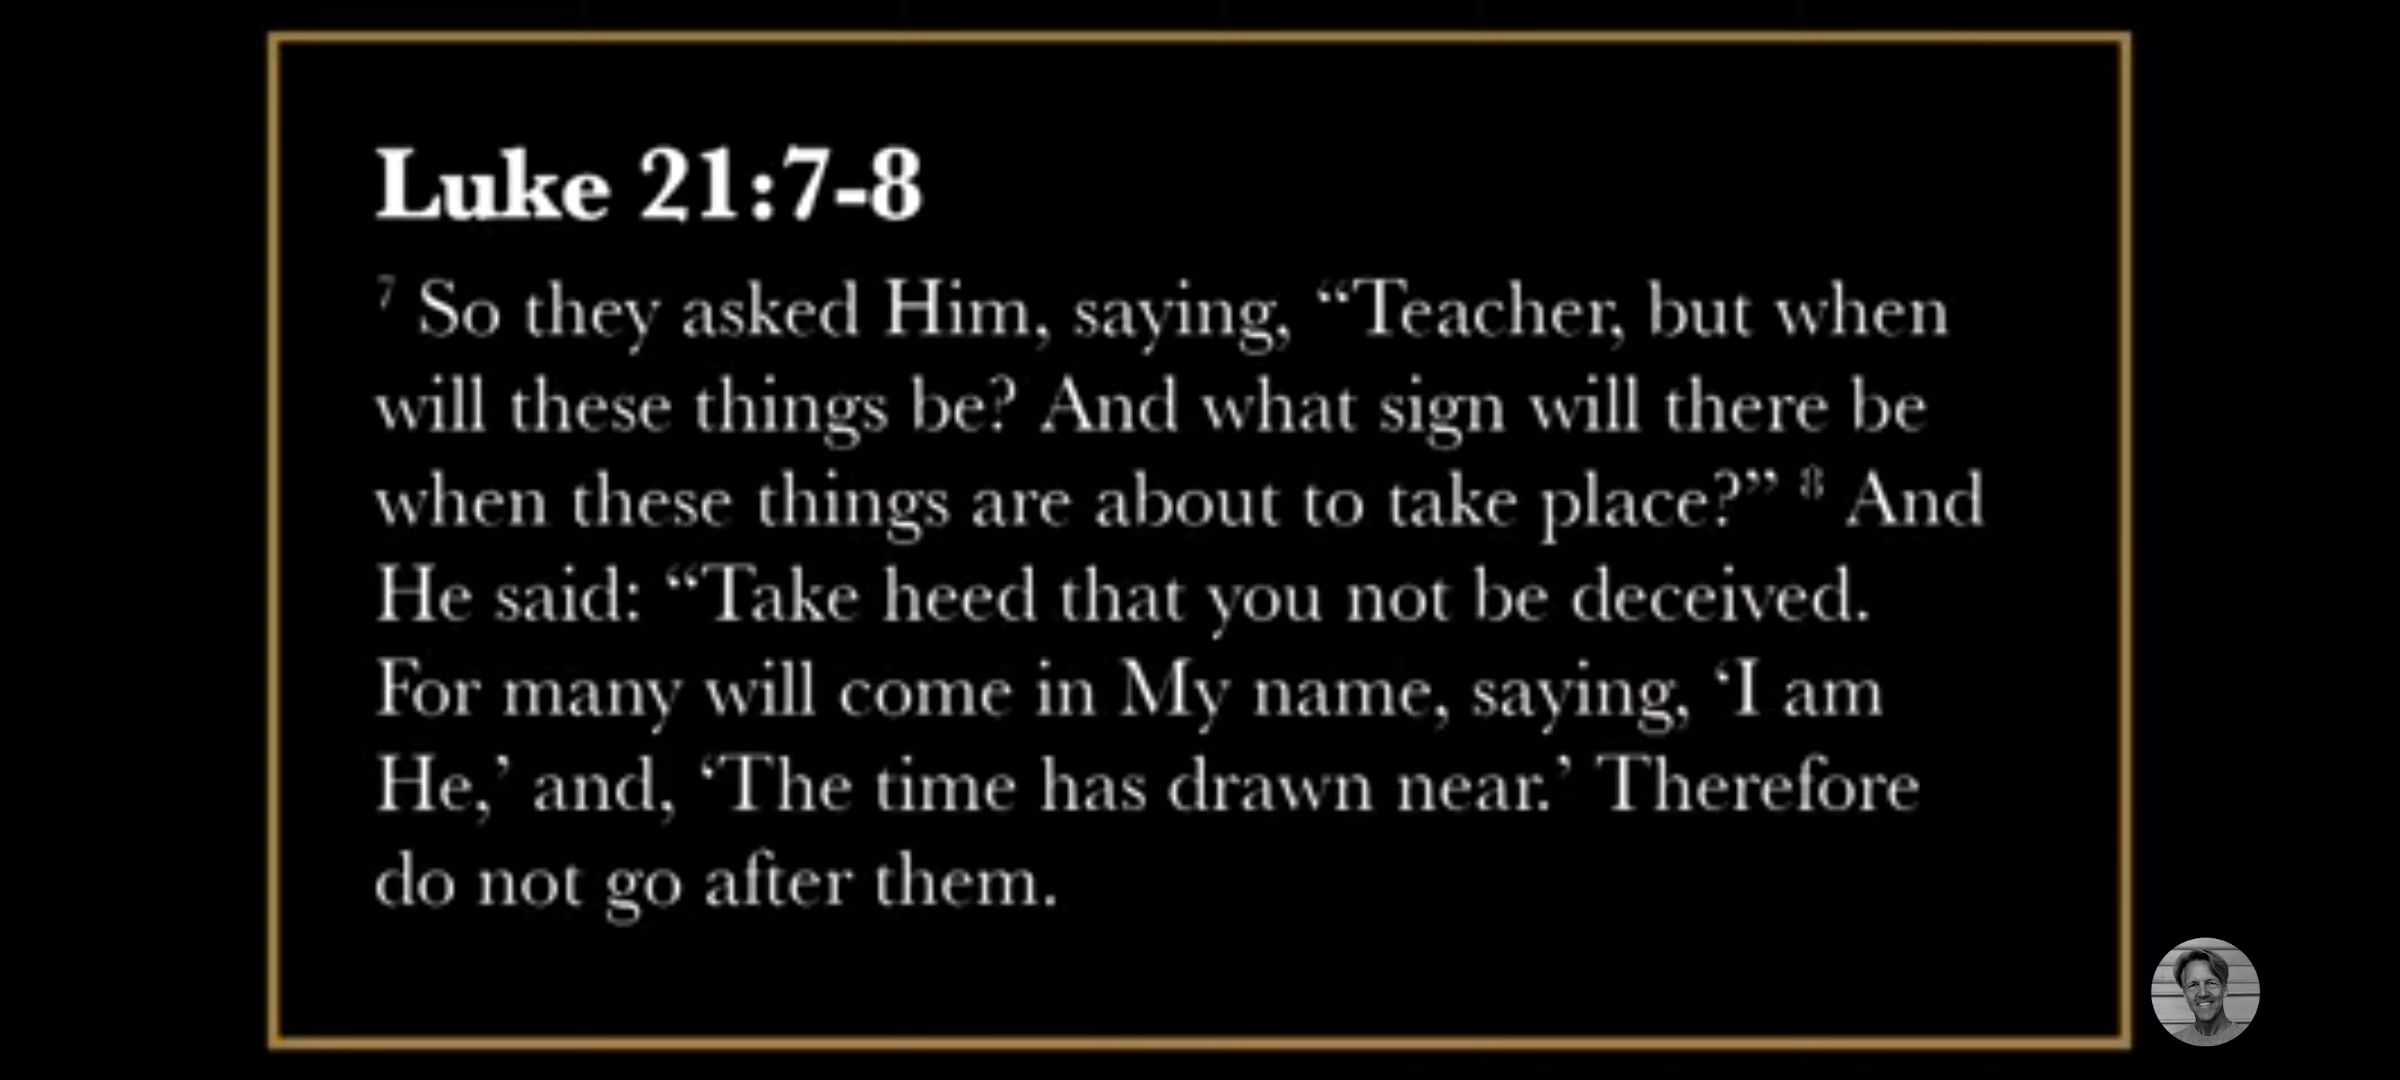 Luke 21:7-8
7 So they asked Him, saying, “Teacher, but when
will these things be? And what sign will there be
when these things are about to take place?” 8 And
He said: “Take heed that you not be deceived.
For many will come in My name, saying, ‘I am
He,’ and, ‘The time has drawn near.’ Therefore
do not go after them.